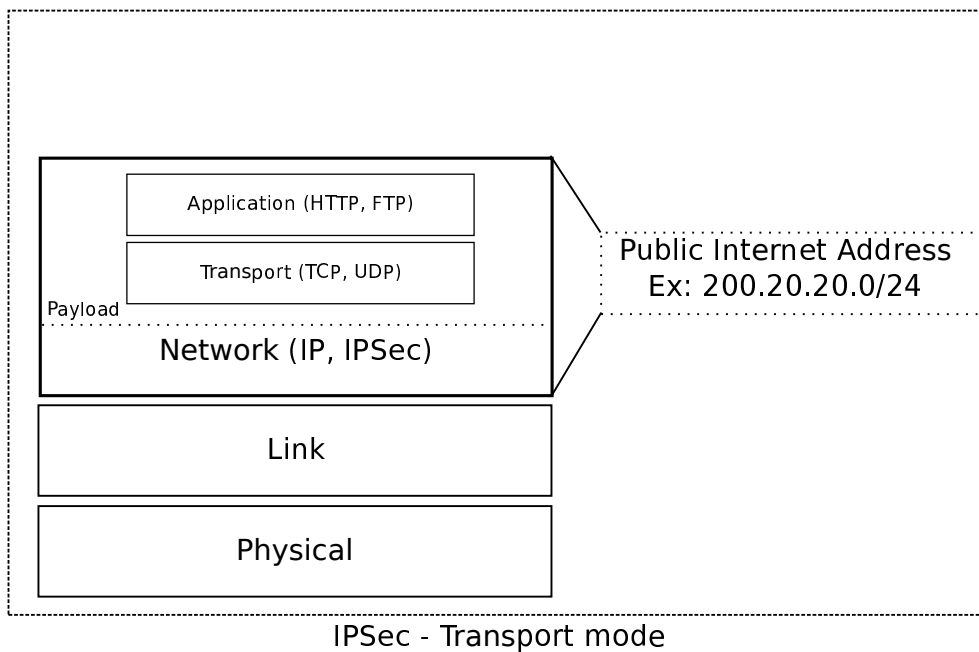 Application (HTTP, FTP)
Transport (TCP, UDP)
Payload
Network (IP, IPSec)
Public Internet Address
Ex: 200.20.20.0/24
Link
Physical
IPSec - Transport mode